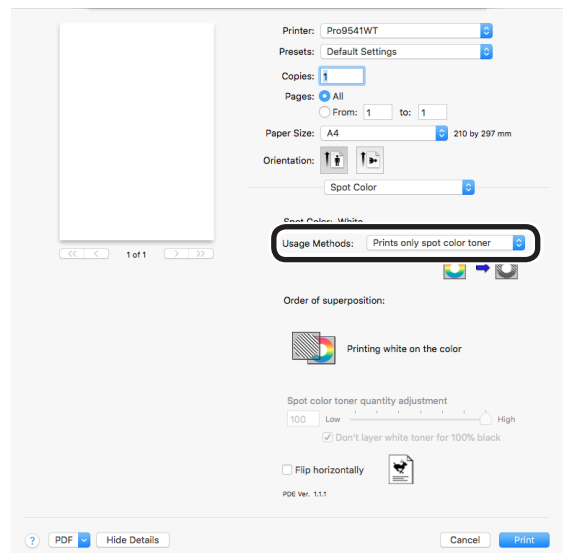 Printer: Pro9541WT
Presets: Default Settings
Copies: 1
Pages: All
From: 1 to: 1
Paper Size: A4 210 by 297 mm
Orientation:
Spot Color
Spot Color: White
Usage Methods: Prints only spot color toner
<< < 1 of 1 > >>
Order of superposition:
Printing white on the color
Spot color toner quantity adjustment
100 Low High
Don't layer white toner for 100% black
Flip horizontally
PDE Ver. 1.1.1
? PDF Hide Details Cancel Print